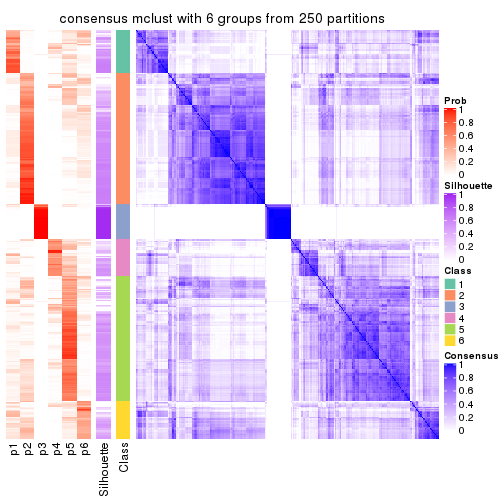 consensus mclust with 6 groups from 250 partitions
Prob
1
0.8
0.6
0.4
0.2
0
Silhouette
1
0.8
0.6
0.4
0.2
0
Class
1
2
3
4
5
6
Consensus
1
0.8
0.6
0.4
0.2
0
p1
p2
p3
p4
p5
p6
Silhouette
Class